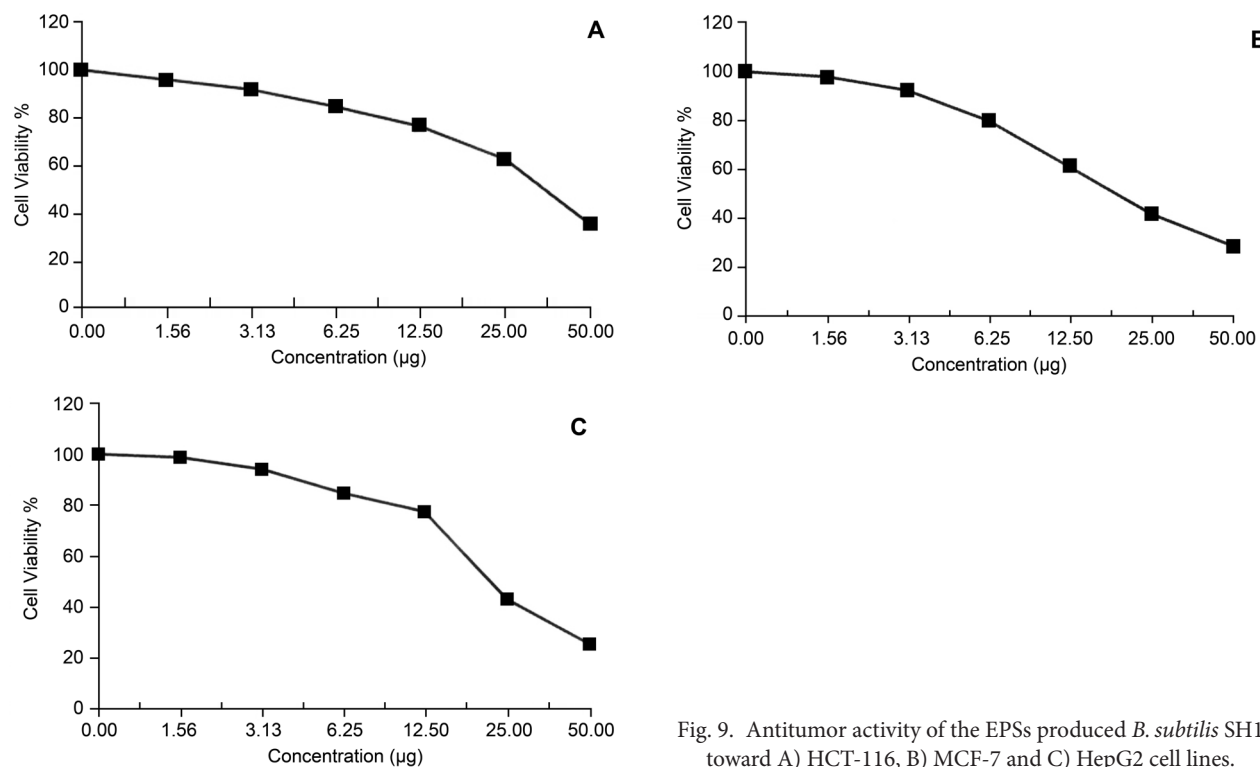 A
Cell Viability %
120
100
80
60
40
20
0
0.00 1.56 3.13 6.25 12.50 25.00 50.00
Concentration (µg)
Cell Viability %
120
100
80
60
40
20
0
0.00 1.56 3.13 6.25 12.50 25.00 50.00
Concentration (µg)
C
Cell Viability %
120
100
80
60
40
20
0
0.00 1.56 3.13 6.25 12.50 25.00 50.00
Concentration (µg)
Fig. 9. Antitumor activity of the EPSs produced B. subtilis SH1
toward A) HCT-116, B) MCF-7 and C) HepG2 cell lines.